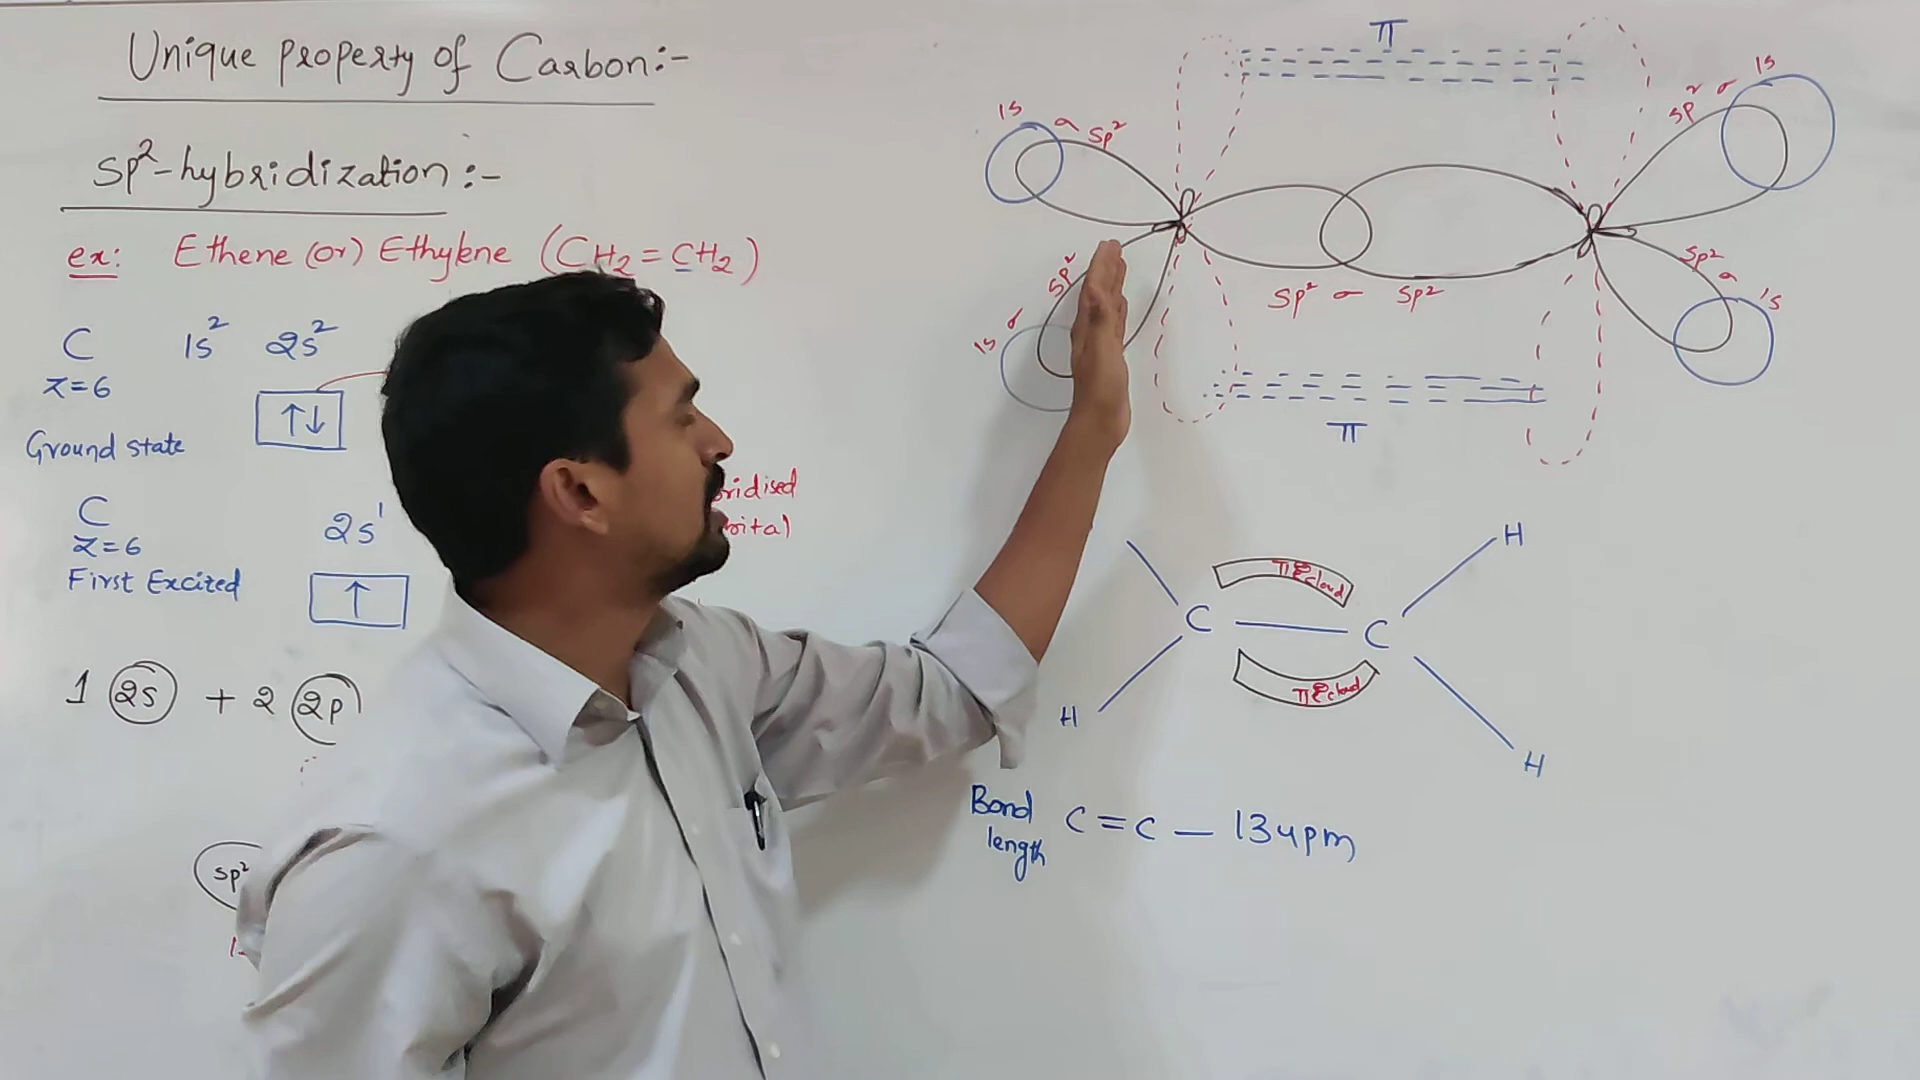 Unique property of Carbon:-
sp²-hybridization:-
ex: Ethene (or) Ethylene (CH₂=CH₂)
C 1s² 2s²
z=6
↑↓
Ground state
C 2s¹
z=6
First Excited
↑
1 2s + 2 2p
sp²
π
1s σ sp²
sp² σ 1s
sp²
σ
1s
sp² σ sp²
sp² σ
1s
π
H
C C
πe cloud
πe cloud
H
H
Bond length C=C — 134pm